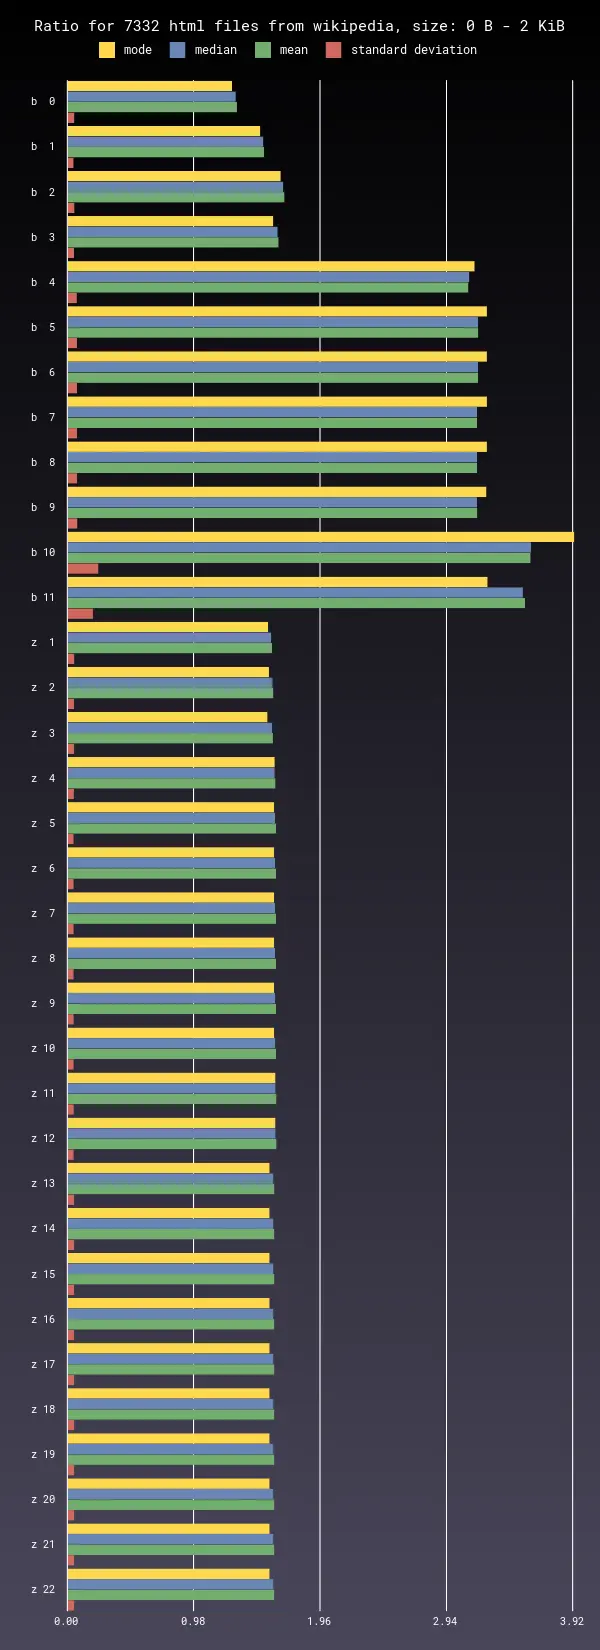 Ratio for 7332 html files from wikipedia, size: 0 B - 2 KiB
mode median mean standard deviation
b 0
b 1
b 2
b 3
b 4
b 5
b 6
b 7
b 8
b 9
b 10
b 11
z 1
z 2
z 3
z 4
z 5
z 6
z 7
z 8
z 9
z 10
z 11
z 12
z 13
z 14
z 15
z 16
z 17
z 18
z 19
z 20
z 21
z 22
0.00 0.98 1.96 2.94 3.92